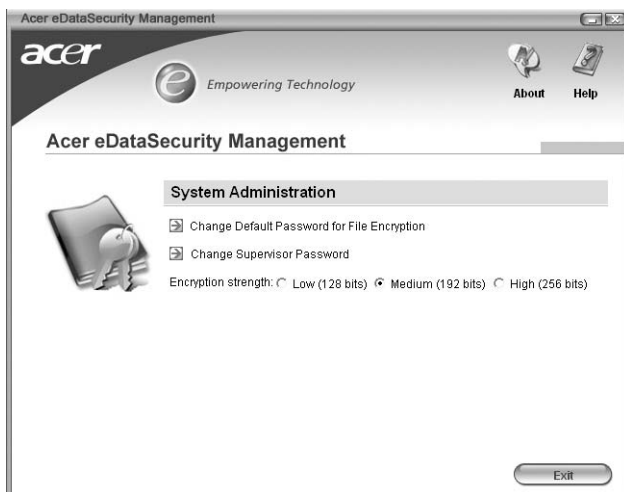 Acer eDataSecurity Management
acer
e Empowering Technology
About Help
Acer eDataSecurity Management
System Administration
Change Default Password for File Encryption
Change Supervisor Password
Encryption strength: Low (128 bits) Medium (192 bits) High (256 bits)
Exit